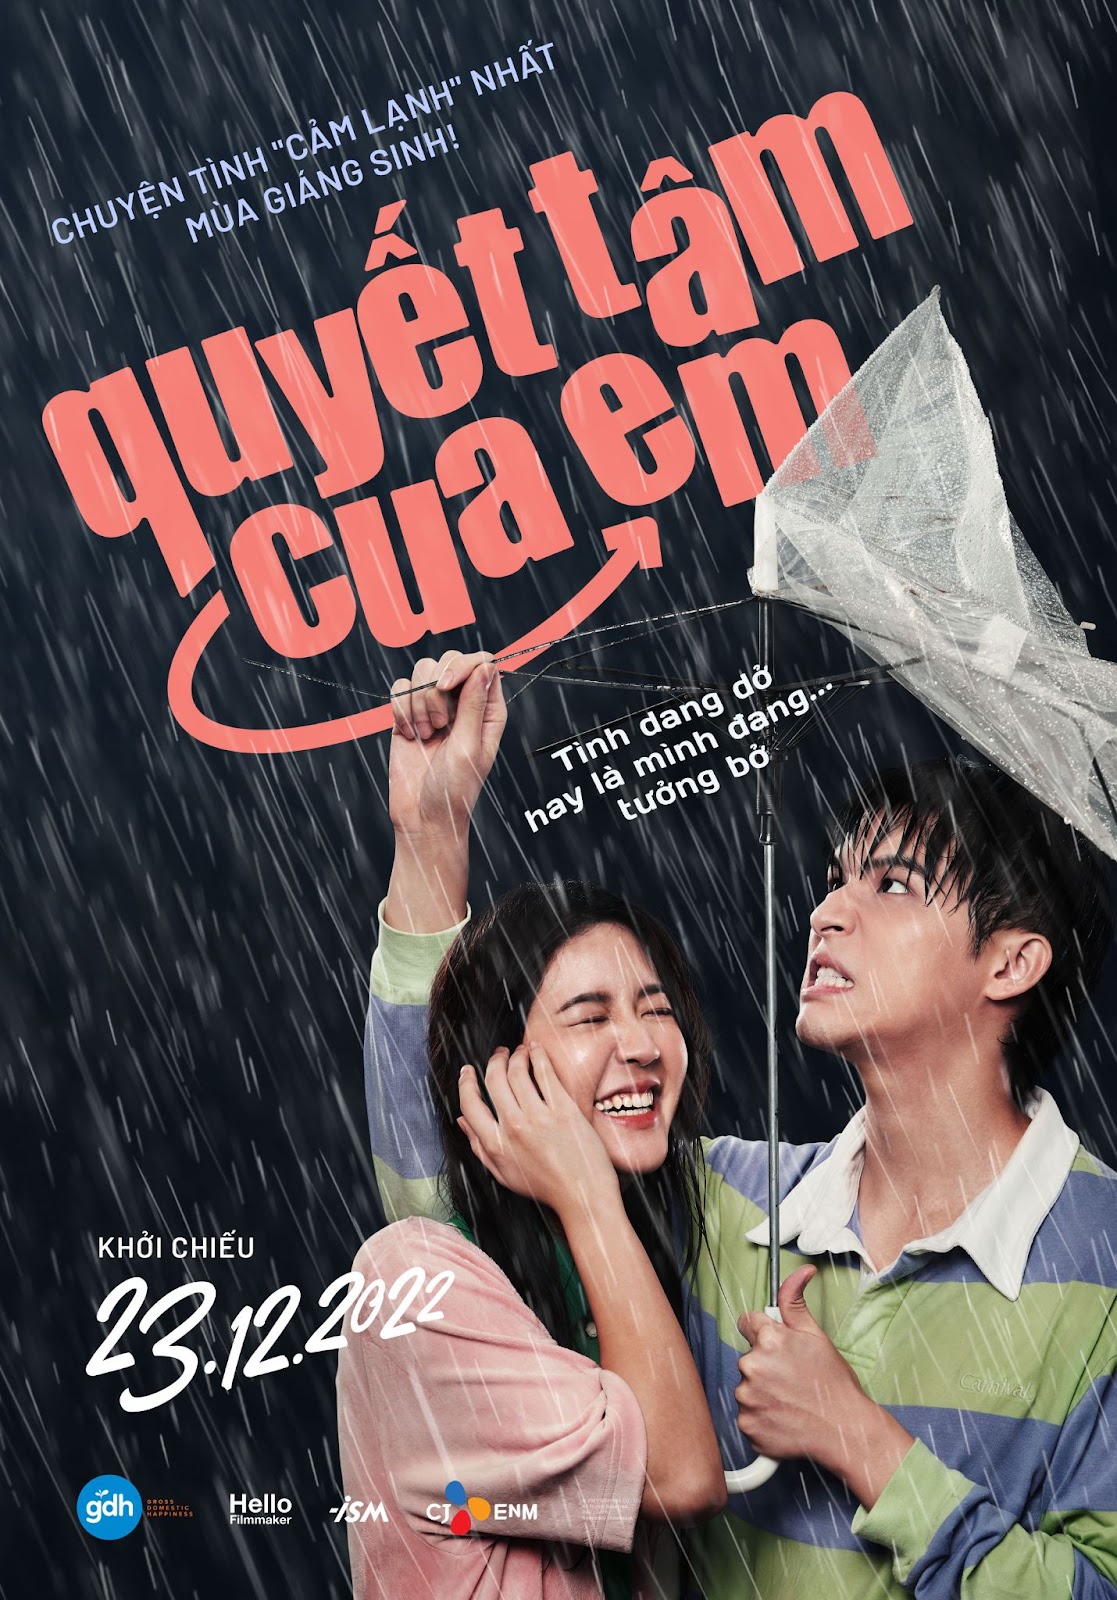 CHUYỆN TÌNH "CẢM LẠNH" NHẤT
MÙA GIÁNG SINH!
quyết tâm
cua em
Tình dang dở
hay là mình đang...
tưởng bở
KHỞI CHIẾU
23.12.2022
gdh
GROSS
DOMESTIC
HAPPINESS
Hello
Filmmaker
-iSM
CJ ENM
Carnival